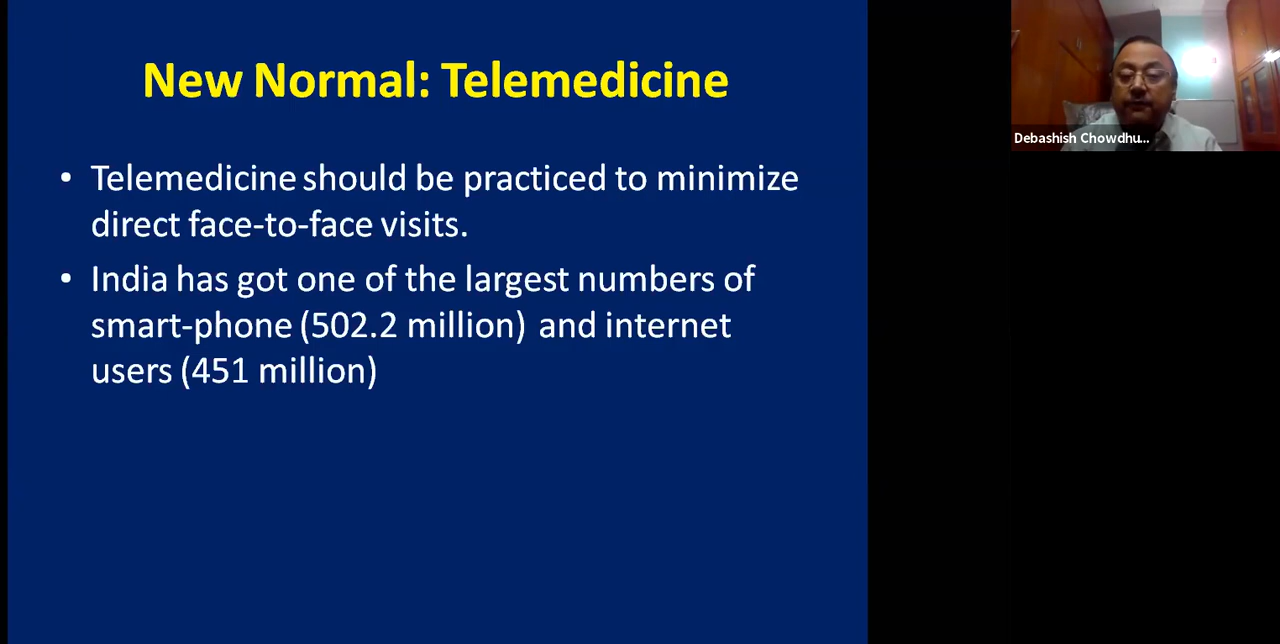 New Normal: Telemedicine
• Telemedicine should be practiced to minimize
direct face-to-face visits.
• India has got one of the largest numbers of
smart-phone (502.2 million) and internet
users (451 million)
Debashish Chowdhu...